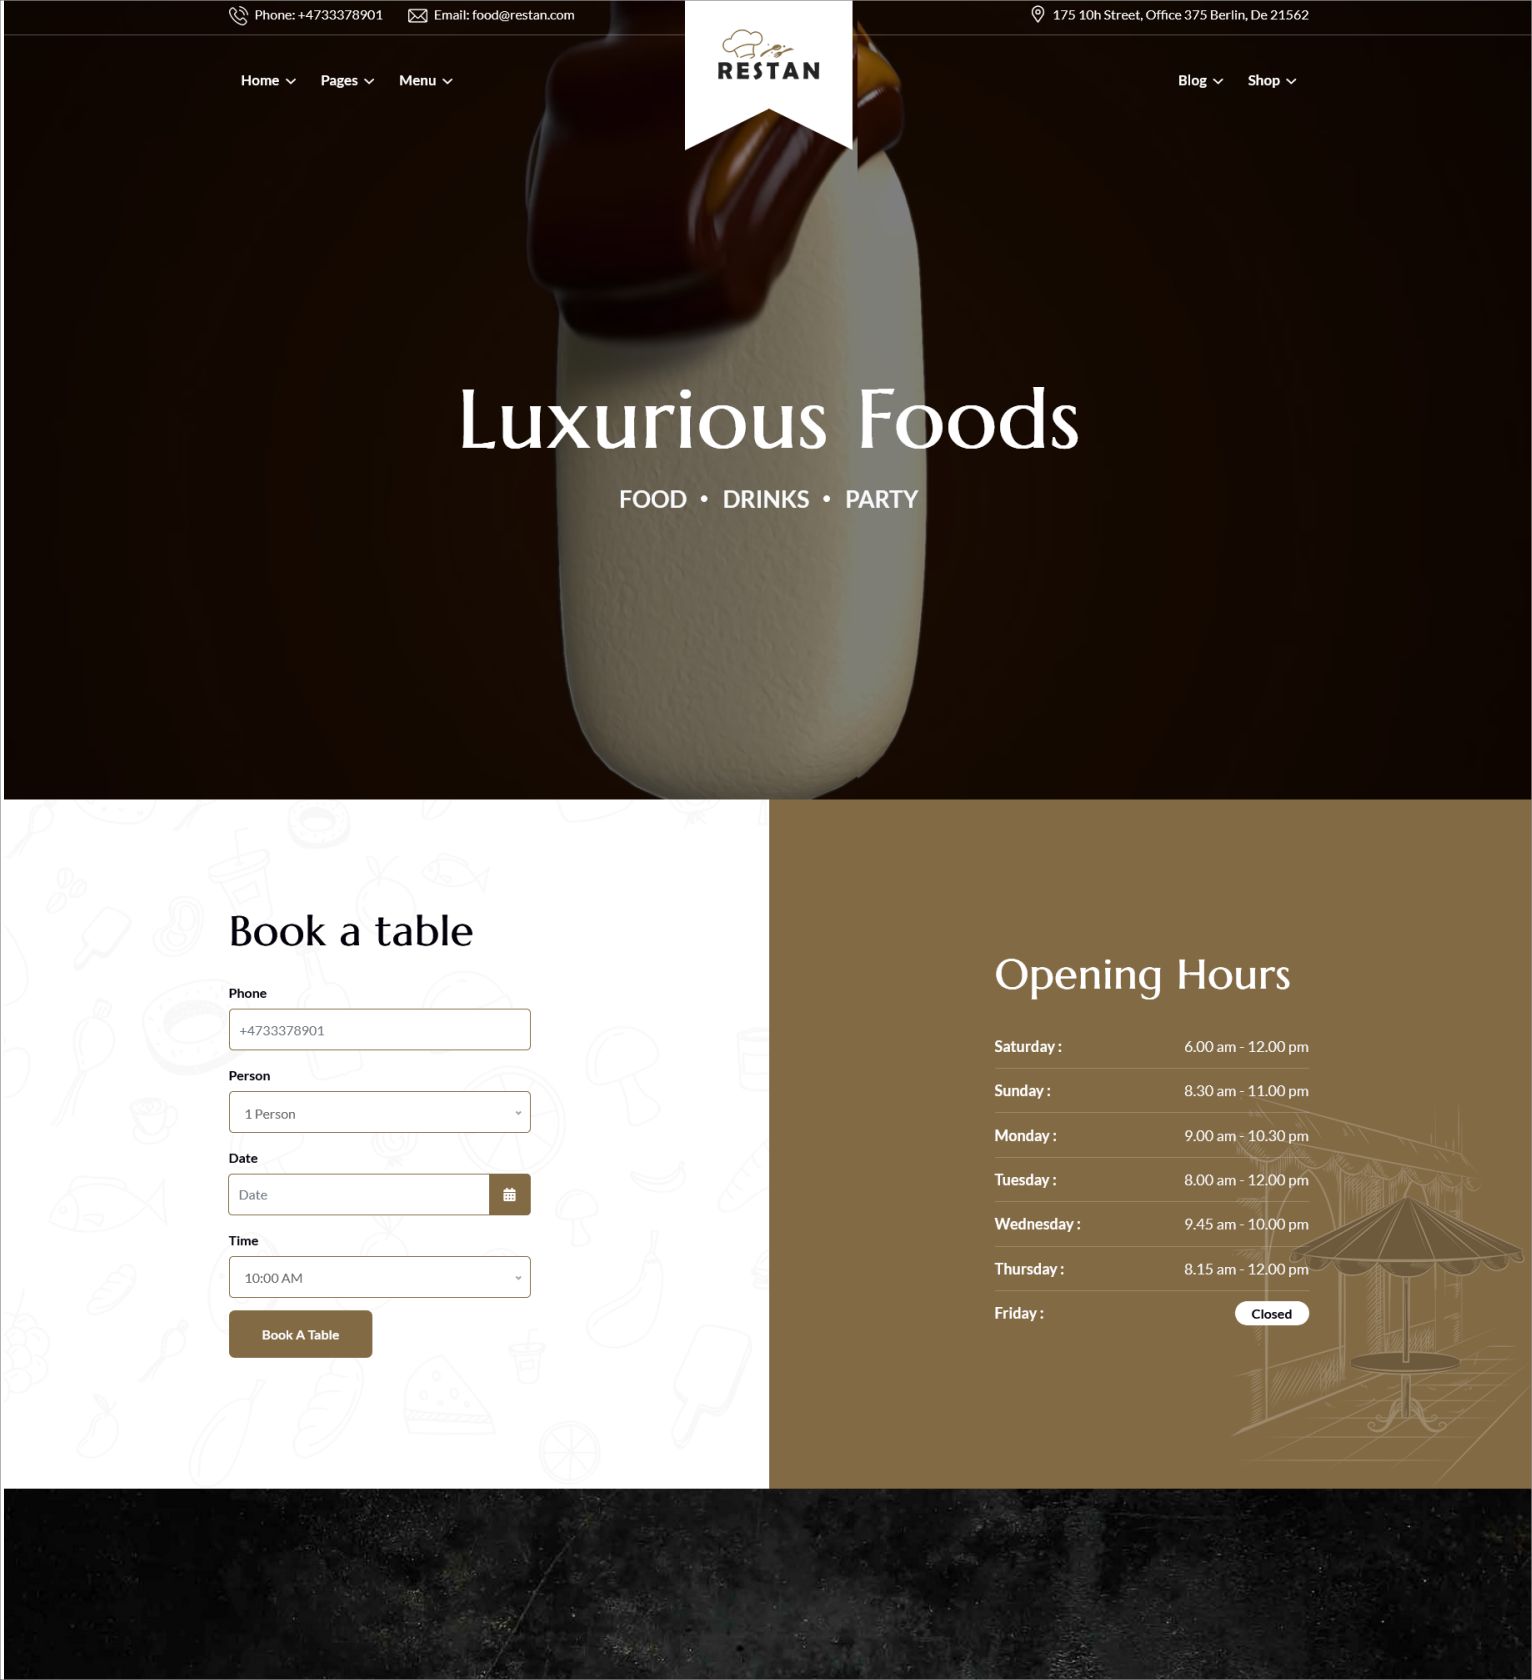 Phone: +4733378901 Email: food@restan.com 175 10h Street, Office 375 Berlin, De 21562
RESTAN
Home Pages Menu Blog Shop
Luxurious Foods
FOOD • DRINKS • PARTY
Book a table
Phone
+4733378901
Person
1 Person
Date
Date
Time
10:00 AM
Book A Table
Opening Hours
Saturday : 6.00 am - 12.00 pm
Sunday : 8.30 am - 11.00 pm
Monday : 9.00 am - 10.30 pm
Tuesday : 8.00 am - 12.00 pm
Wednesday : 9.45 am - 10.00 pm
Thursday : 8.15 am - 12.00 pm
Friday : Closed